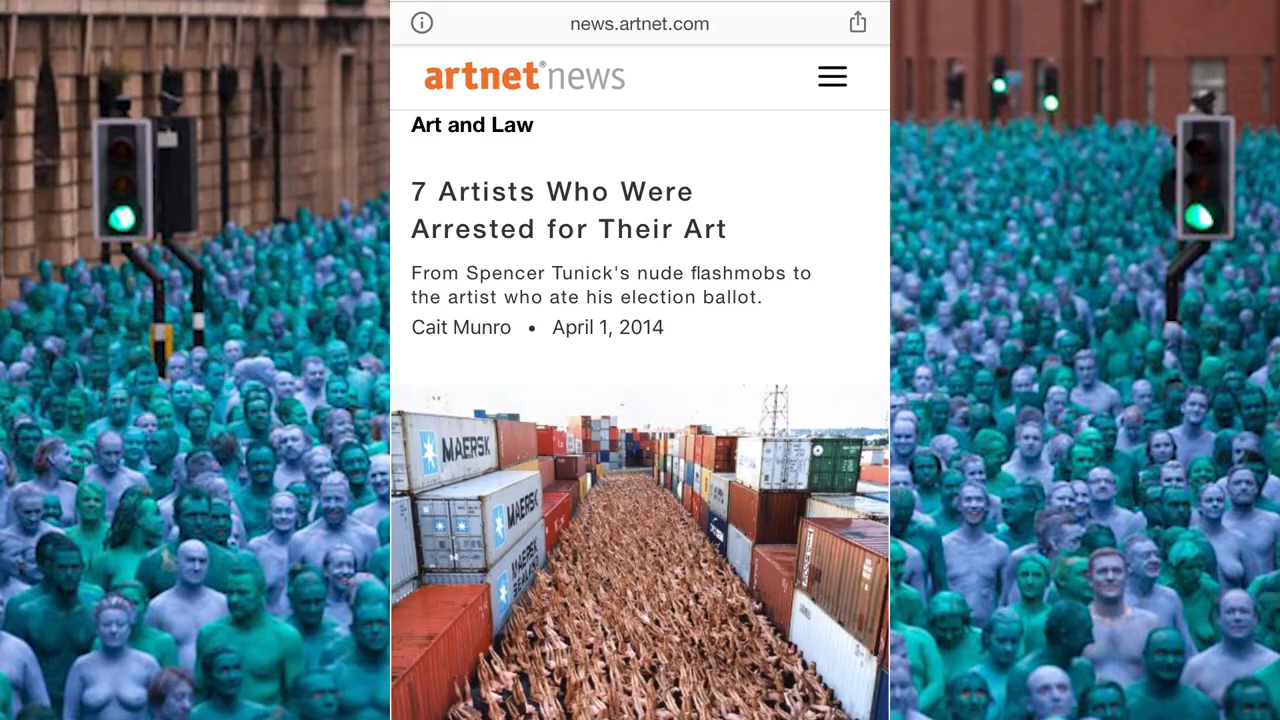 news.artnet.com
artnet® news
Art and Law
7 Artists Who Were
Arrested for Their Art
From Spencer Tunick's nude flashmobs to
the artist who ate his election ballot.
Cait Munro • April 1, 2014
MAERSK
MAERSK